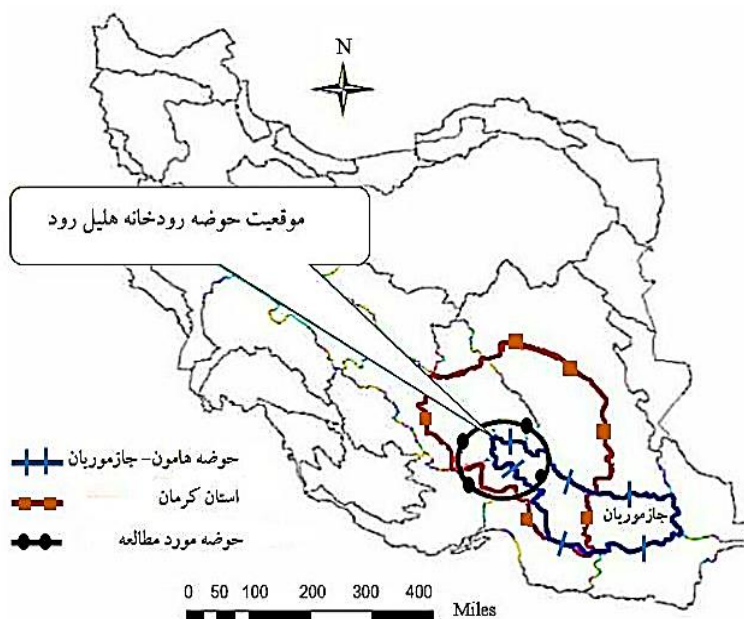 N
موقعیت حوضه رودخانه هلیل رود
حوضه هامون- جازموریان
استان کرمان
حوضه مورد مطالعه
جازموریان
0 50 100 200 300 400
Miles